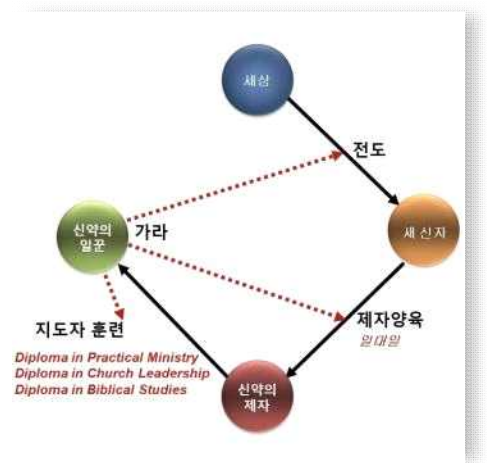 세상
전도
신약의
일꾼
가라
새 신자
지도자 훈련
제자양육
일대일
Diploma in Practical Ministry
Diploma in Church Leadership
Diploma in Biblical Studies
신약의
제자